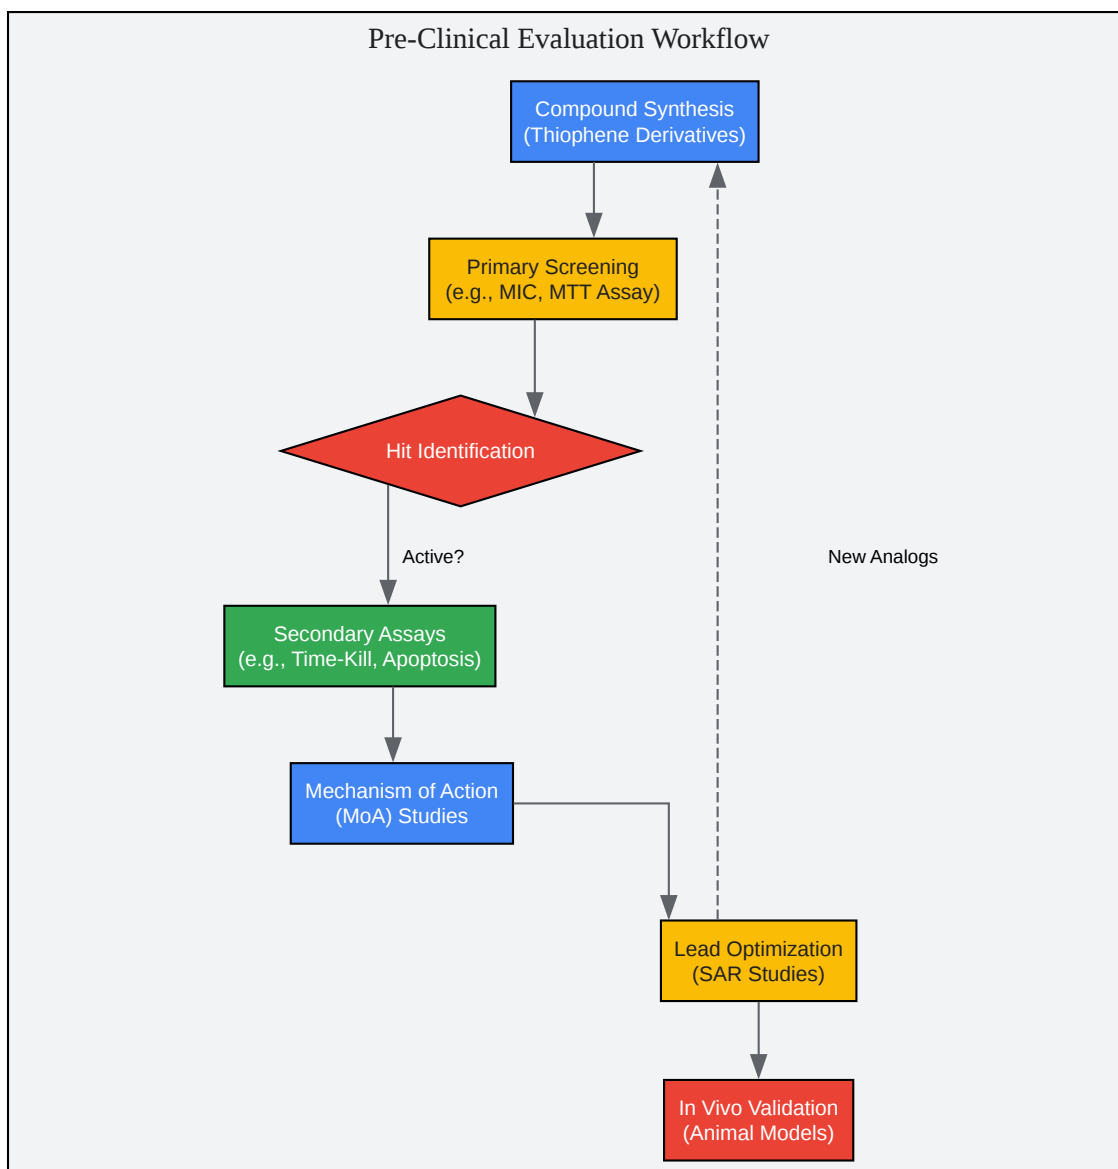 Pre-Clinical Evaluation Workflow
Compound Synthesis
(Thiophene Derivatives)
Primary Screening
(e.g., MIC, MTT Assay)
Hit Identification
Active?
New Analogs
Secondary Assays
(e.g., Time-Kill, Apoptosis)
Mechanism of Action
(MoA) Studies
Lead Optimization
(SAR Studies)
In Vivo Validation
(Animal Models)